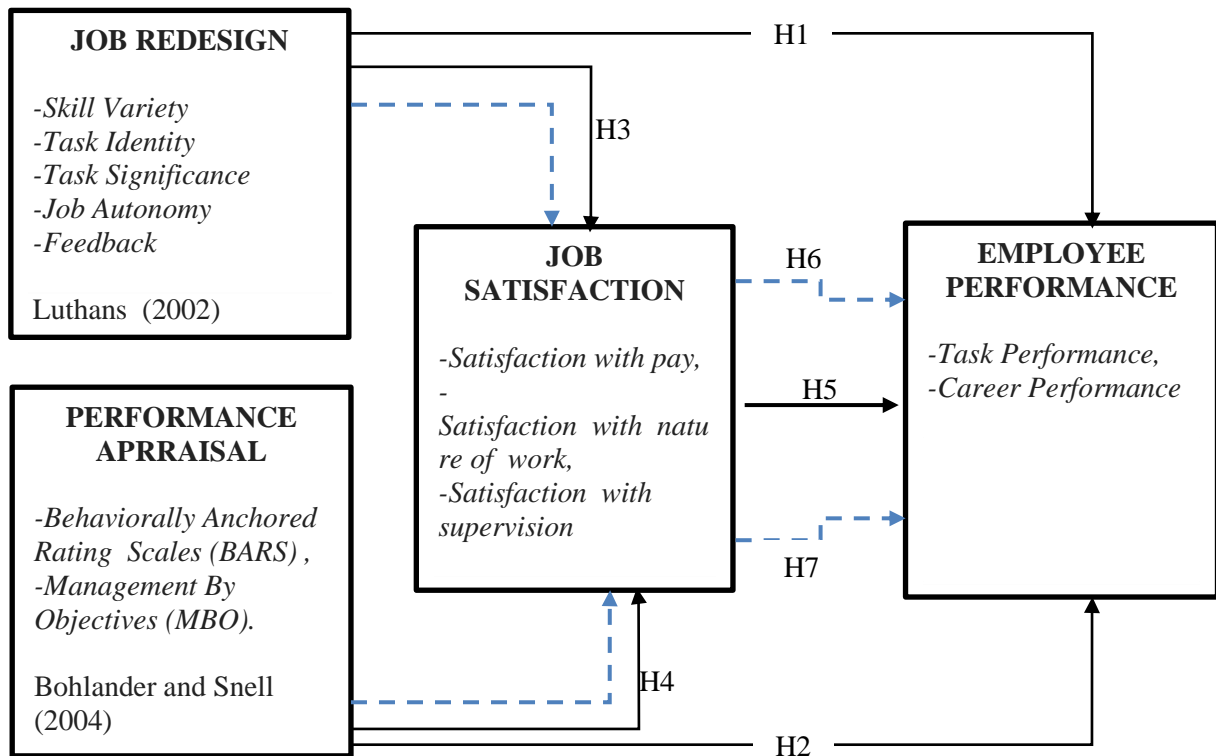 JOB REDESIGN
-Skill Variety
-Task Identity
-Task Significance
-Job Autonomy
-Feedback
Luthans (2002)
PERFORMANCE
APRRAISAL
-Behaviorally Anchored
Rating Scales (BARS) ,
-Management By
Objectives (MBO).
Bohlander and Snell
(2004)
H1
H3
JOB
SATISFACTION
-Satisfaction with pay,
-
Satisfaction with natu
re of work,
-Satisfaction with
supervision
H6
H5
H7
H4
H2
EMPLOYEE
PERFORMANCE
-Task Performance,
-Career Performance